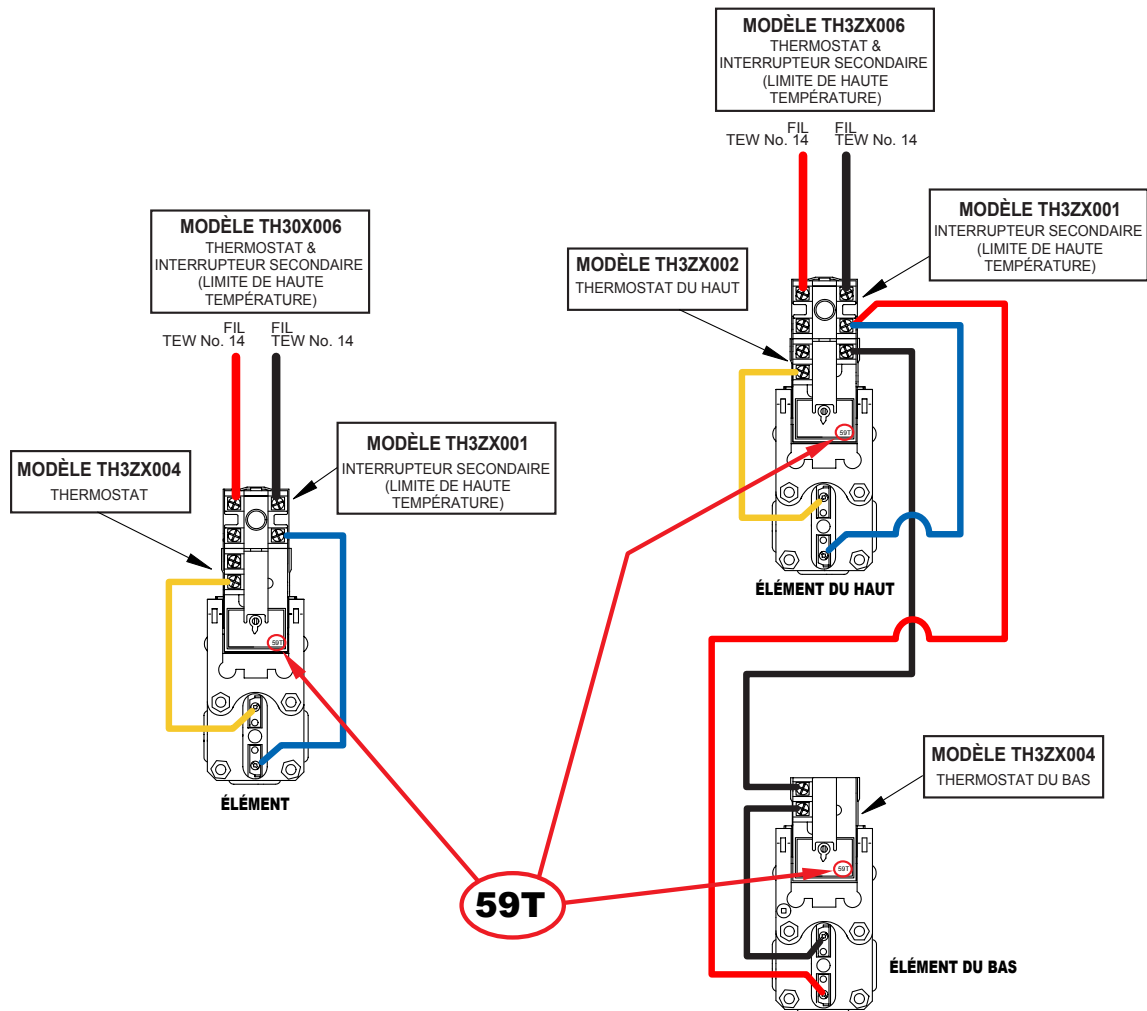 MODÈLE TH3ZX006
THERMOSTAT &
INTERRUPTEUR SECONDAIRE
(LIMITE DE HAUTE
TEMPÉRATURE)
FIL
TEW No. 14
FIL
TEW No. 14
MODÈLE TH3ZX001
INTERRUPTEUR SECONDAIRE
(LIMITE DE HAUTE
TEMPÉRATURE)
MODÈLE TH3ZX002
THERMOSTAT DU HAUT
59T
ÉLÉMENT DU HAUT
MODÈLE TH30X006
THERMOSTAT &
INTERRUPTEUR SECONDAIRE
(LIMITE DE HAUTE
TEMPÉRATURE)
FIL
TEW No. 14
FIL
TEW No. 14
MODÈLE TH3ZX001
INTERRUPTEUR SECONDAIRE
(LIMITE DE HAUTE
TEMPÉRATURE)
MODÈLE TH3ZX004
THERMOSTAT
59T
ÉLÉMENT
MODÈLE TH3ZX004
THERMOSTAT DU BAS
59T
59T
ÉLÉMENT DU BAS